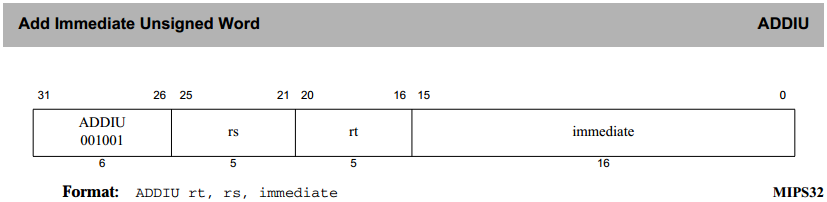 Add Immediate Unsigned Word ADDIU
31 26 25 21 20 16 15 0
ADDIU
001001 rs rt immediate
6 5 5 16
Format: ADDIU rt, rs, immediate MIPS32